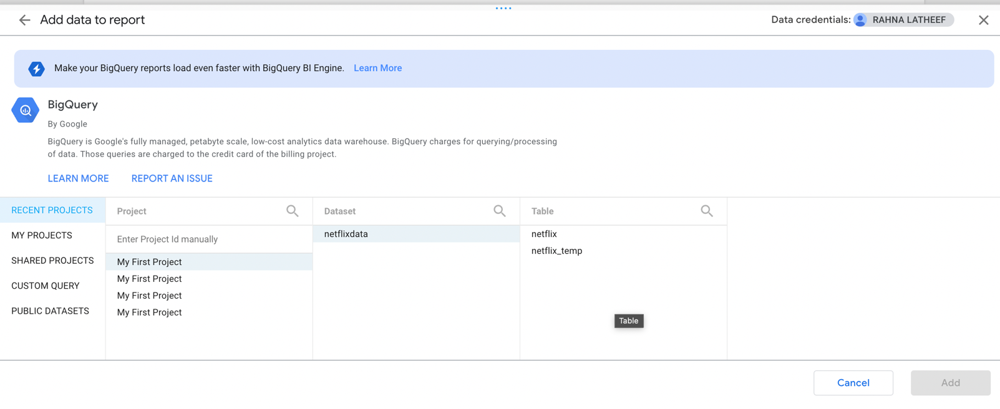 Add data to report
Data credentials: RAHNA LATHEEF
Make your BigQuery reports load even faster with BigQuery BI Engine. Learn More
BigQuery
By Google
BigQuery is Google's fully managed, petabyte scale, low-cost analytics data warehouse. BigQuery charges for querying/processing
of data. Those queries are charged to the credit card of the billing project.
LEARN MORE REPORT AN ISSUE
RECENT PROJECTS
MY PROJECTS
SHARED PROJECTS
CUSTOM QUERY
PUBLIC DATASETS
Project
Enter Project Id manually
My First Project
My First Project
My First Project
My First Project
Dataset
netflixdata
Table
netflix
netflix_temp
Table
Cancel Add